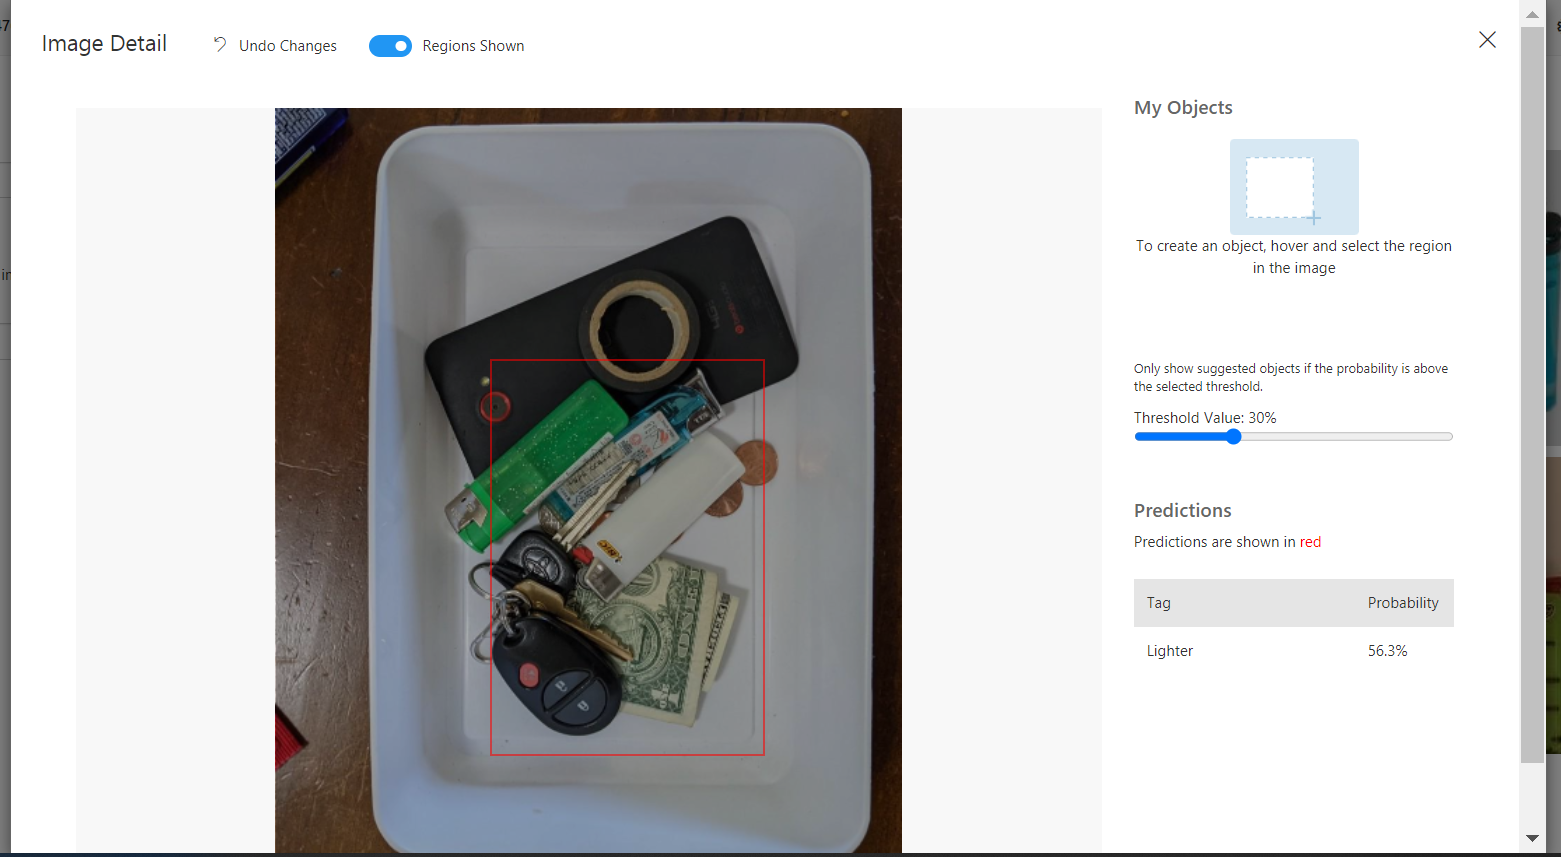 Image Detail
Undo Changes
Regions Shown
My Objects
To create an object, hover and select the region
in the image
Only show suggested objects if the probability is above
the selected threshold.
Threshold Value: 30%
Predictions
Predictions are shown in red
Tag Probability
Lighter 56.3%
BIC